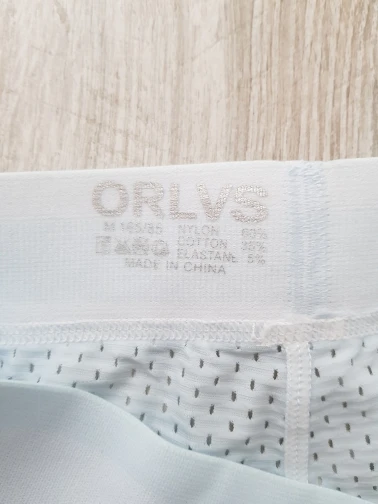 ORLVS
M 165/85 NYLON 60%
COTTON 35%
ELASTANE 5%
MADE IN CHINA